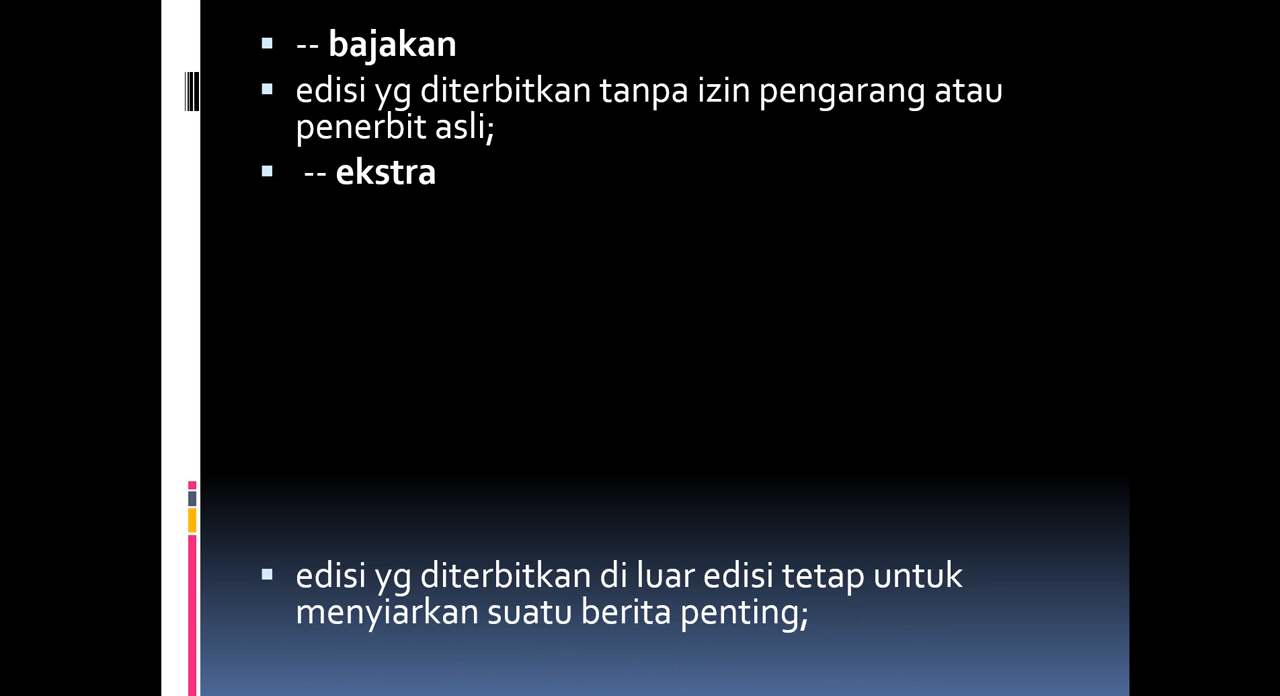 -- bajakan
edisi yg diterbitkan tanpa izin pengarang atau
penerbit asli;
-- ekstra
edisi yg diterbitkan di luar edisi tetap untuk
menyiarkan suatu berita penting;